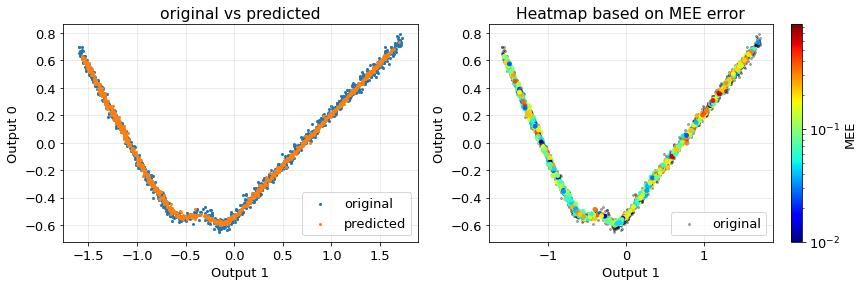 original vs predicted
0.8
0.6
0.4
0.2
0.0
−0.2
−0.4
−0.6
Output 0
−1.5
−1.0
−0.5
0.0
0.5
1.0
1.5
Output 1
original
predicted
Heatmap based on MEE error
0.8
0.6
0.4
0.2
0.0
−0.2
−0.4
−0.6
Output 0
−1
0
1
Output 1
original
10⁻¹
10⁻²
MEE